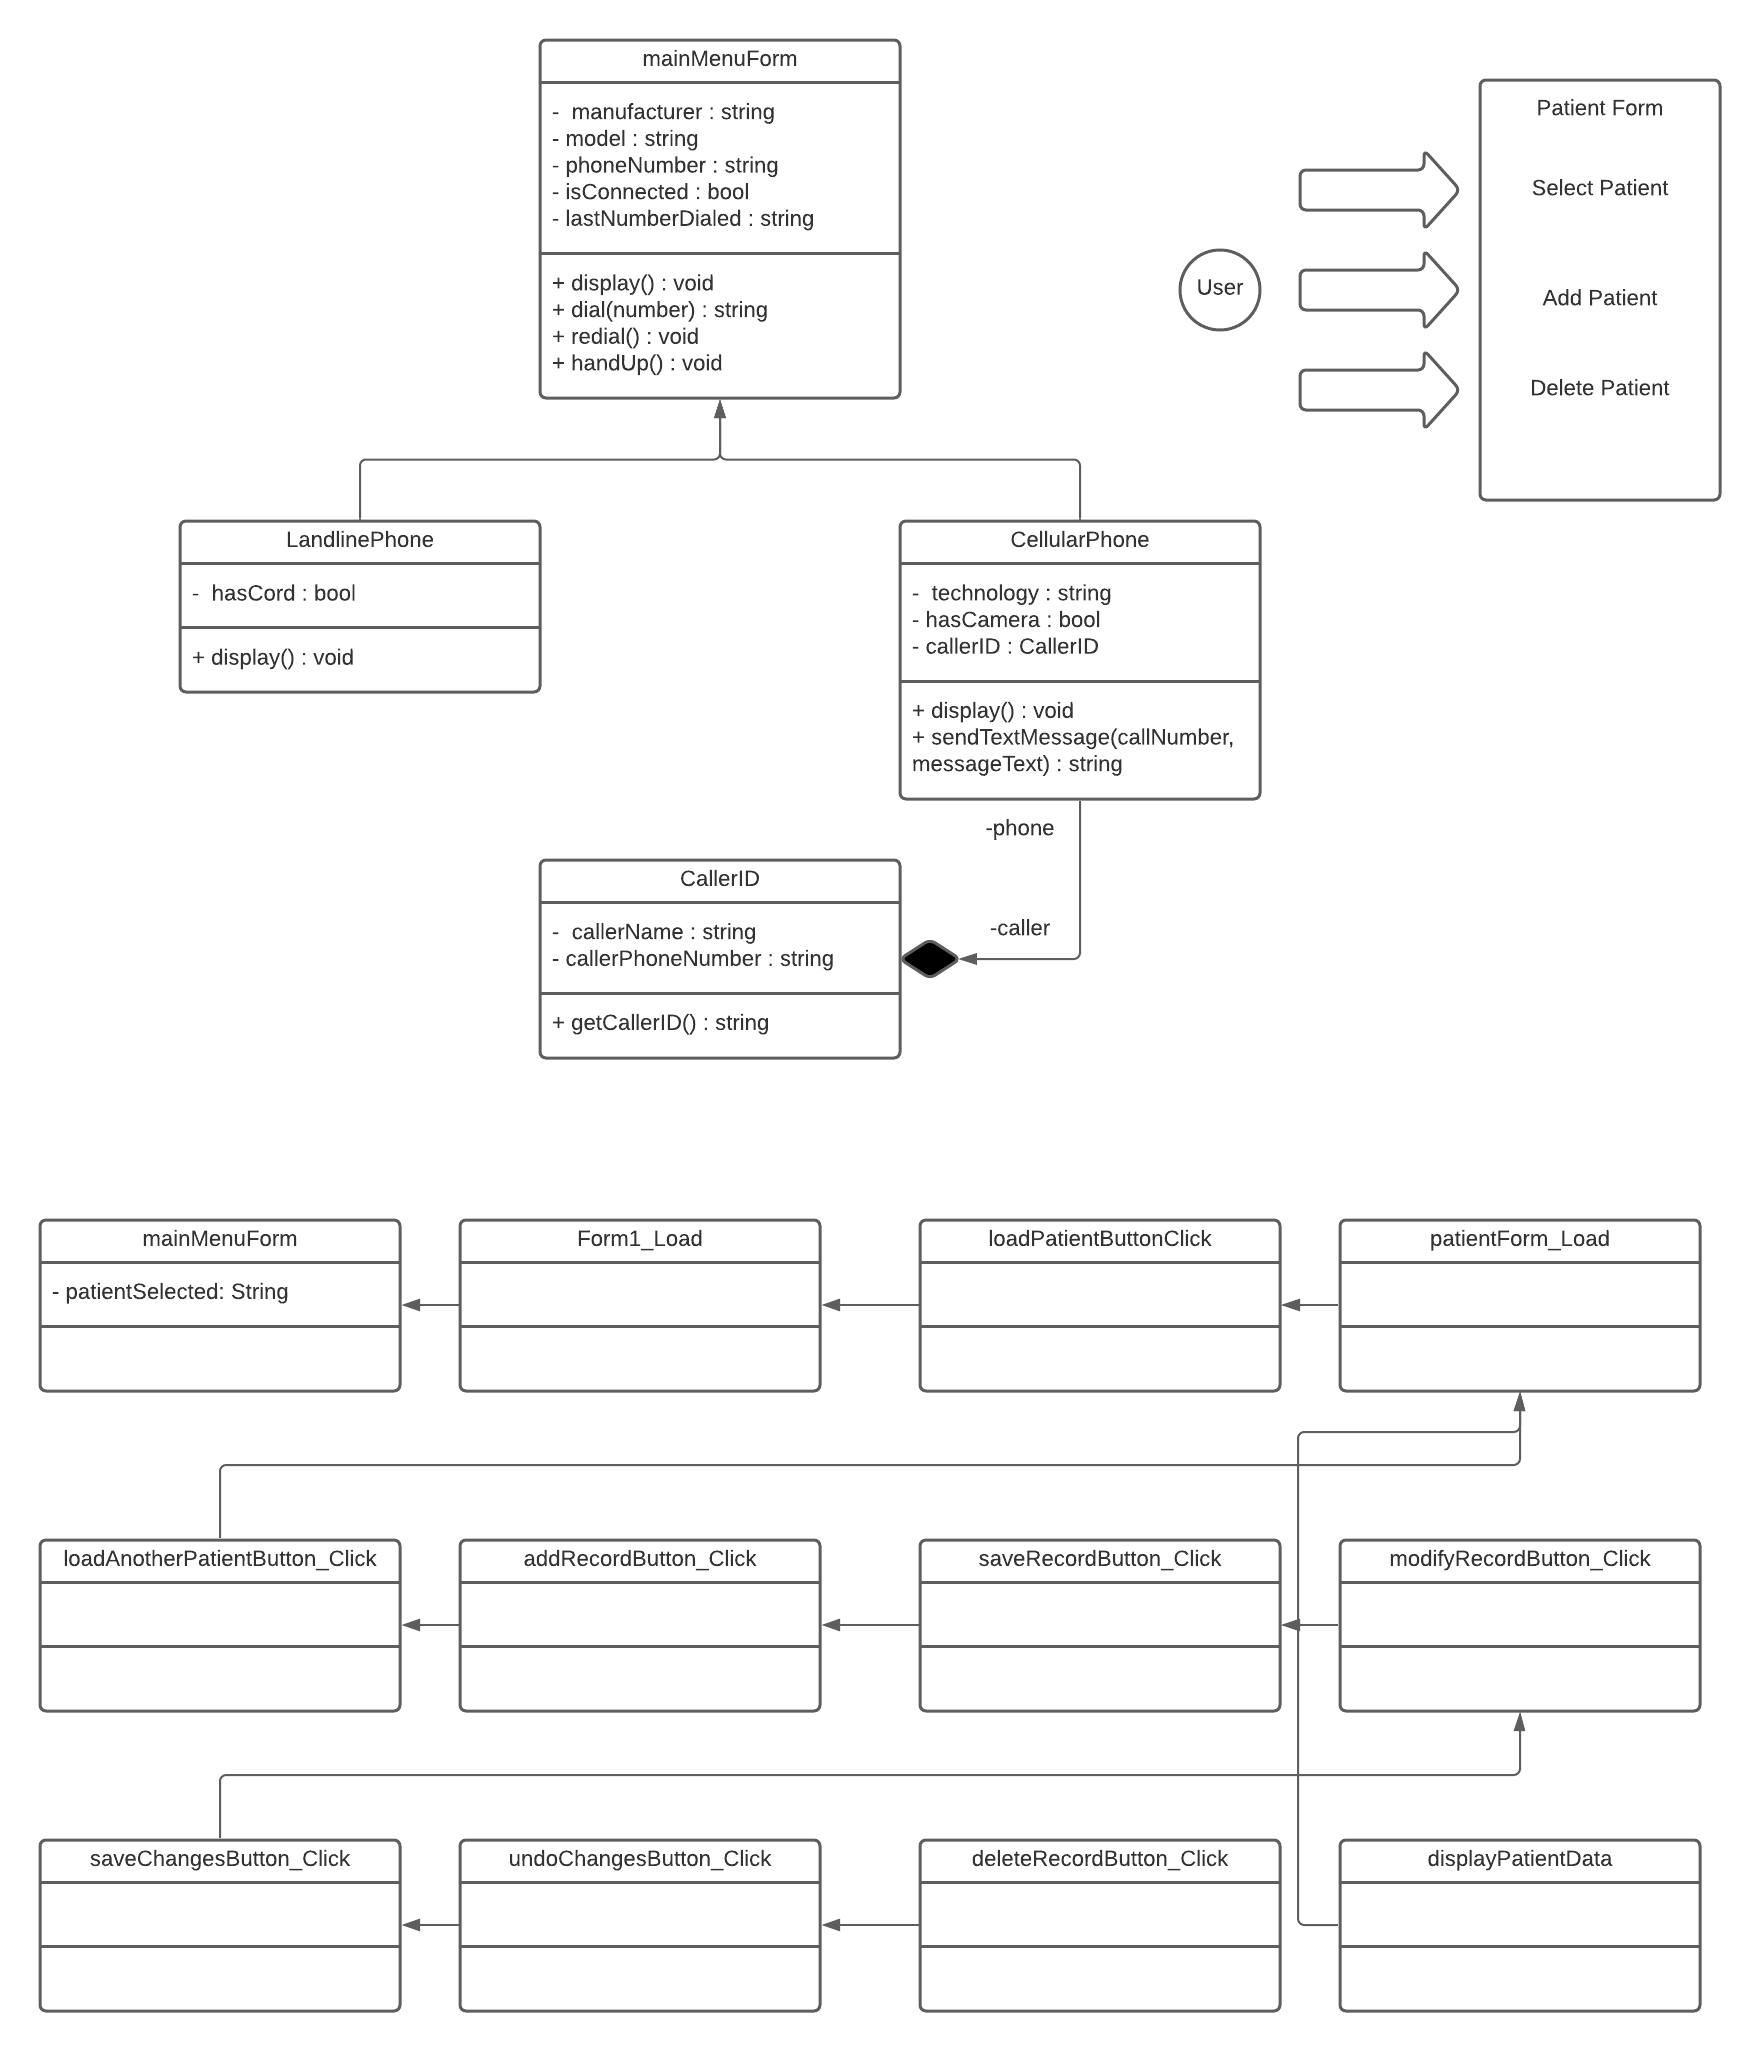 mainMenuForm
-  manufacturer : string
- model : string
- phoneNumber : string
- isConnected : bool
- lastNumberDialed : string
+ display() : void
+ dial(number) : string
+ redial() : void
+ handUp() : void
Patient Form
Select Patient
User
Add Patient
Delete Patient
LandlinePhone
-  hasCord : bool
+ display() : void
CellularPhone
-  technology : string
- hasCamera : bool
- callerID : CallerID
+ display() : void
+ sendTextMessage(callNumber,
messageText) : string
-phone
-caller
CallerID
-  callerName : string
- callerPhoneNumber : string
+ getCallerID() : string
mainMenuForm
- patientSelected: String
Form1_Load
loadPatientButtonClick
patientForm_Load
loadAnotherPatientButton_Click
addRecordButton_Click
saveRecordButton_Click
modifyRecordButton_Click
saveChangesButton_Click
undoChangesButton_Click
deleteRecordButton_Click
displayPatientData